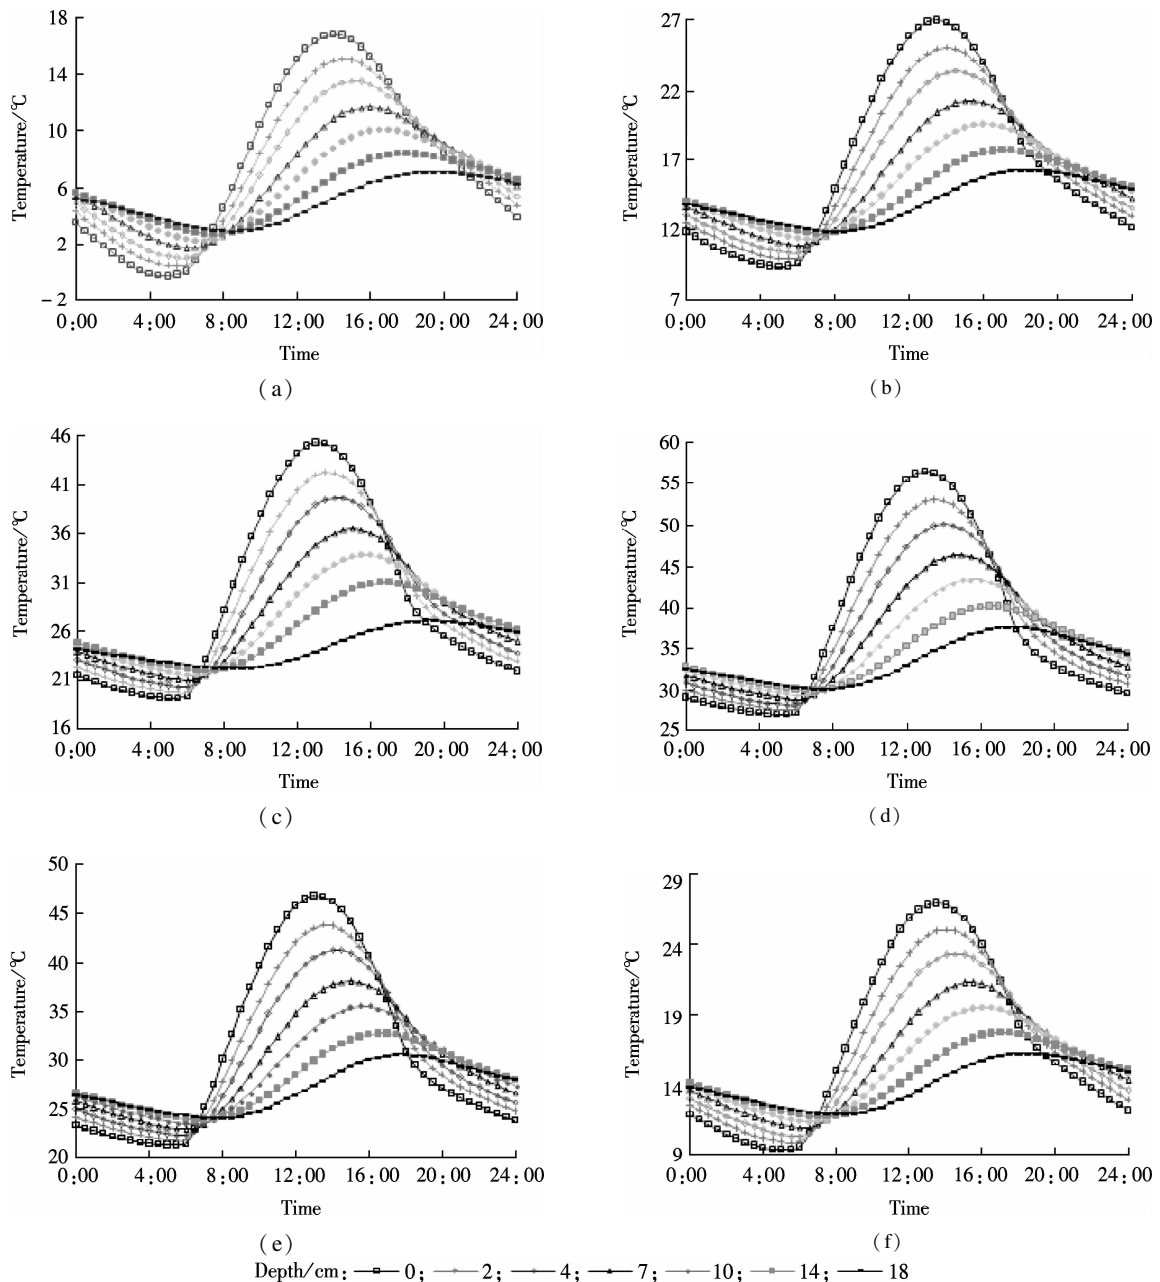 18
14
10
6
2
−2
Temperature/℃
0:00 4:00 8:00 12:00 16:00 20:00 24:00
Time
(a)
27
22
17
12
7
Temperature/℃
0:00 4:00 8:00 12:00 16:00 20:00 24:00
Time
(b)
46
41
36
31
26
21
16
Temperature/℃
0:00 4:00 8:00 12:00 16:00 20:00 24:00
Time
(c)
60
55
50
45
40
35
30
25
Temperature/℃
0:00 4:00 8:00 12:00 16:00 20:00 24:00
Time
(d)
50
45
40
35
30
25
20
Temperature/℃
0:00 4:00 8:00 12:00 16:00 20:00 24:00
Time
(e)
29
24
19
14
9
Temperature/℃
0:00 4:00 8:00 12:00 16:00 20:00 24:00
Time
(f)
Depth/cm: 0; 2; 4; 7; 10; 14; 18